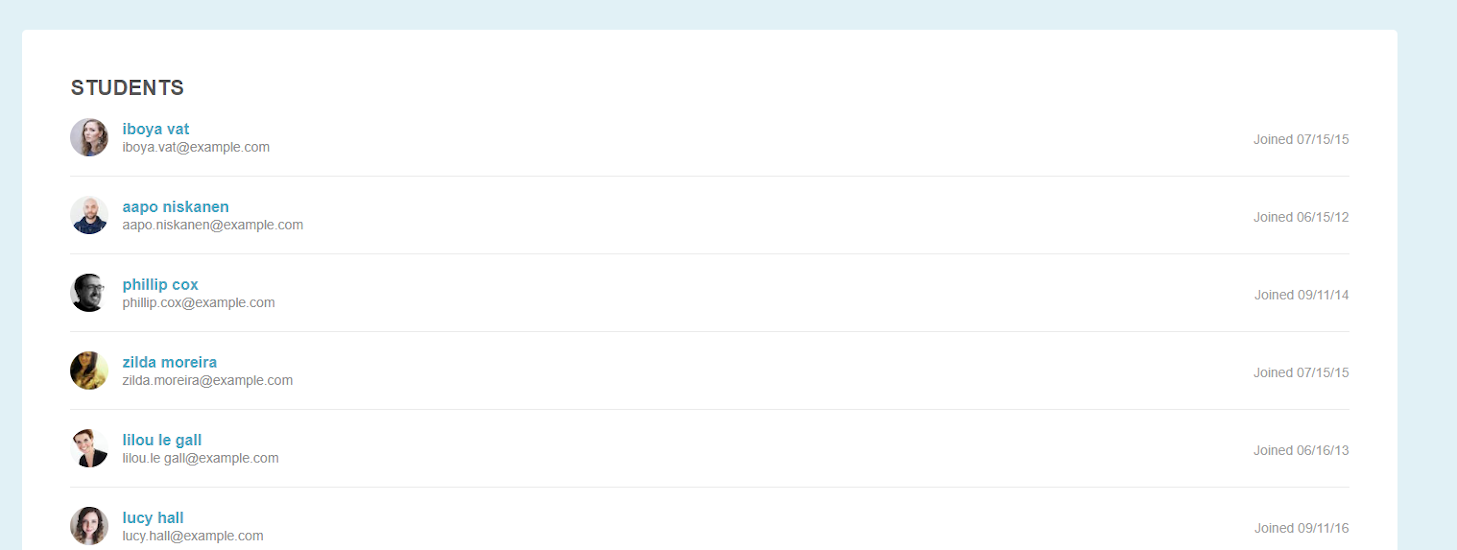 STUDENTS
iboya vat
iboya.vat@example.com
Joined 07/15/15
aapo niskanen
aapo.niskanen@example.com
Joined 06/15/12
phillip cox
phillip.cox@example.com
Joined 09/11/14
zilda moreira
zilda.moreira@example.com
Joined 07/15/15
lilou le gall
lilou.le gall@example.com
Joined 06/16/13
lucy hall
lucy.hall@example.com
Joined 09/11/16